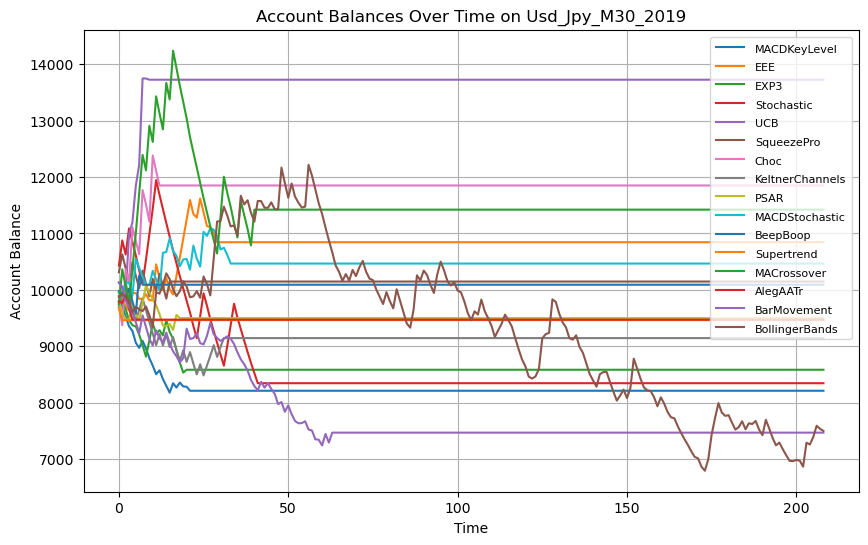 Account Balances Over Time on Usd_Jpy_M30_2019
Account Balance
14000
13000
12000
11000
10000
9000
8000
7000
0
50
100
150
200
Time
MACDKeyLevel
EEE
EXP3
Stochastic
UCB
SqueezePro
Choc
KeltnerChannels
PSAR
MACDStochastic
BeepBoop
Supertrend
MACrossover
AlegAATr
BarMovement
BollingerBands